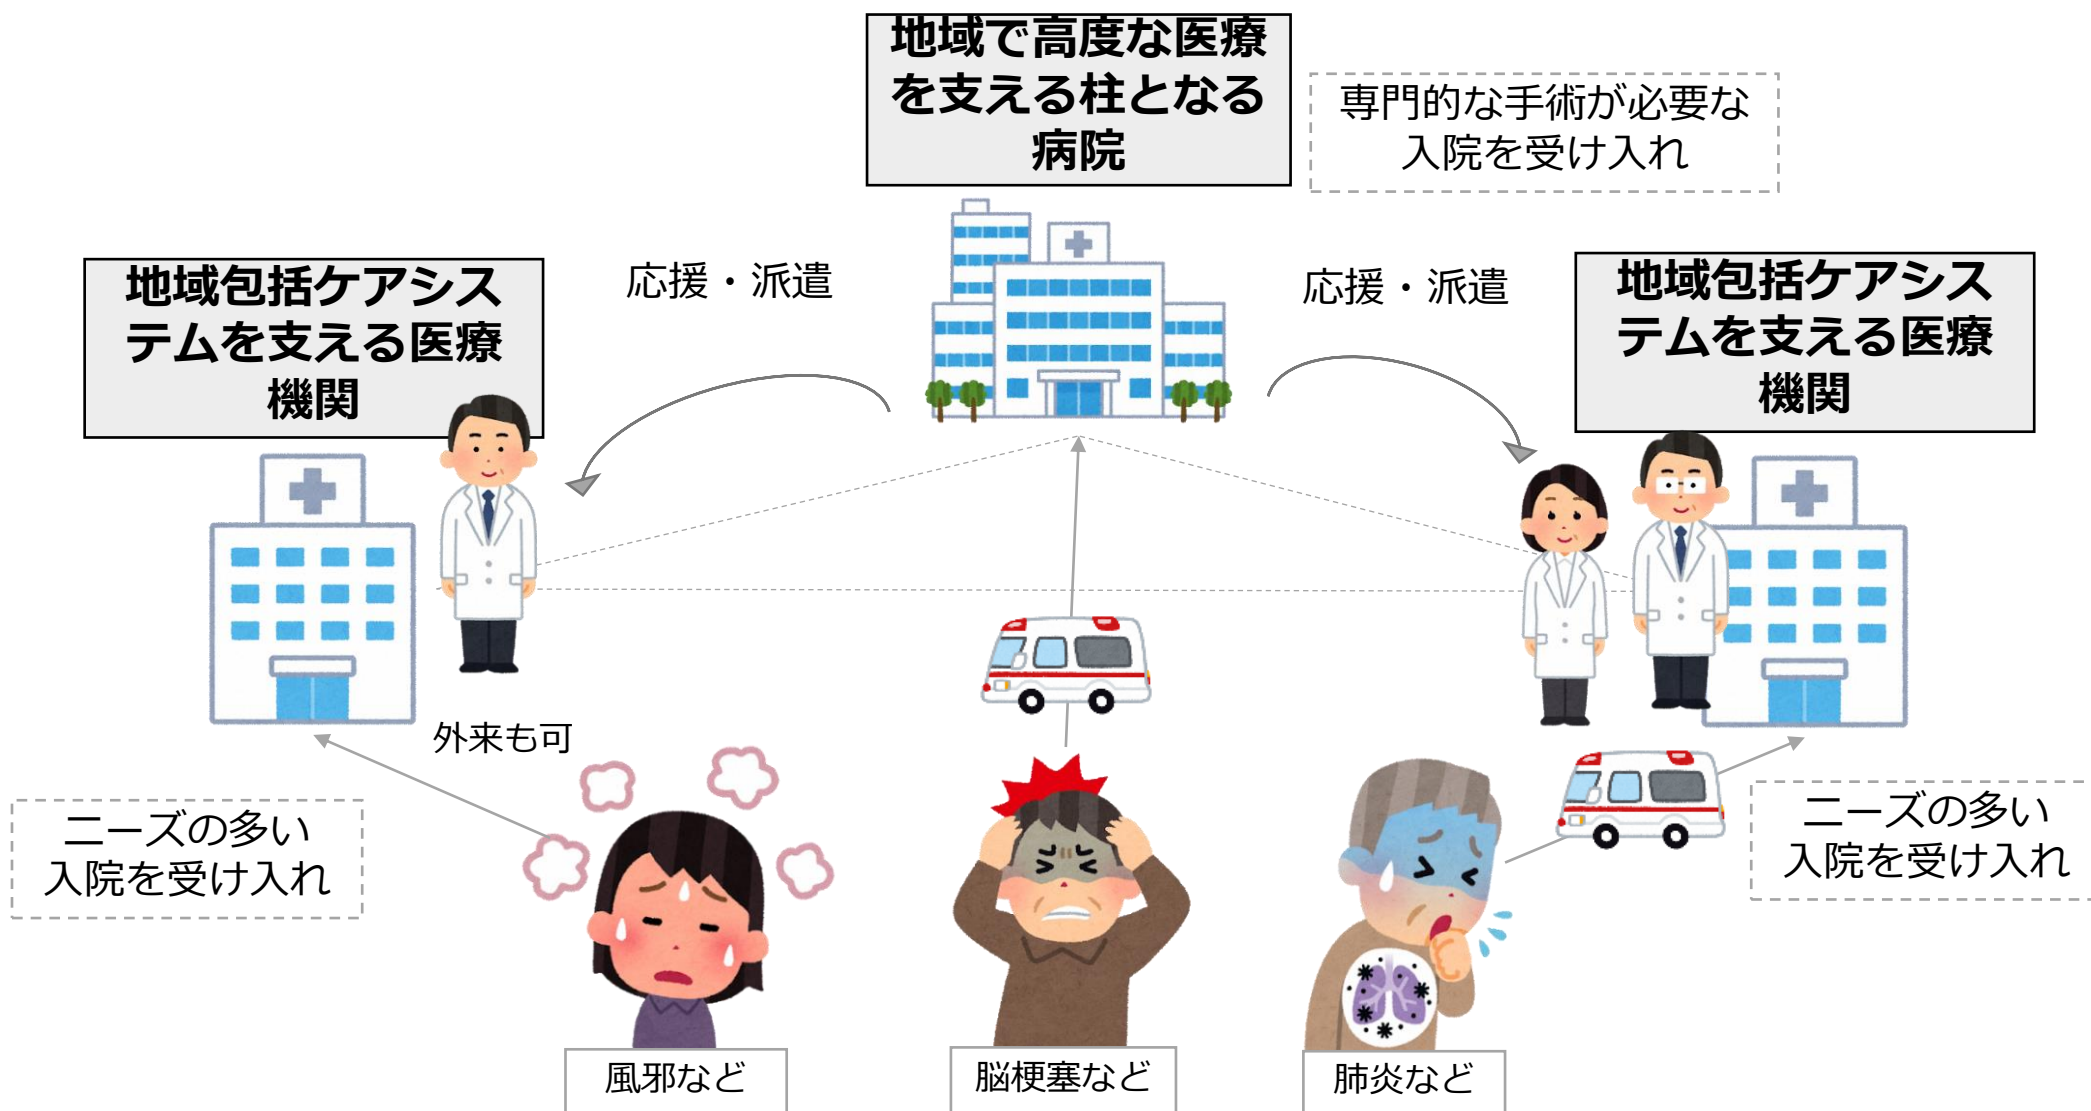 地域で高度な医療
を支える柱となる
病院
専門的な手術が必要な
入院を受け入れ
地域包括ケアシス
テムを支える医療
機関
応援・派遣
応援・派遣
地域包括ケアシス
テムを支える医療
機関
外来も可
ニーズの多い
入院を受け入れ
ニーズの多い
入院を受け入れ
風邪など
脳梗塞など
肺炎など